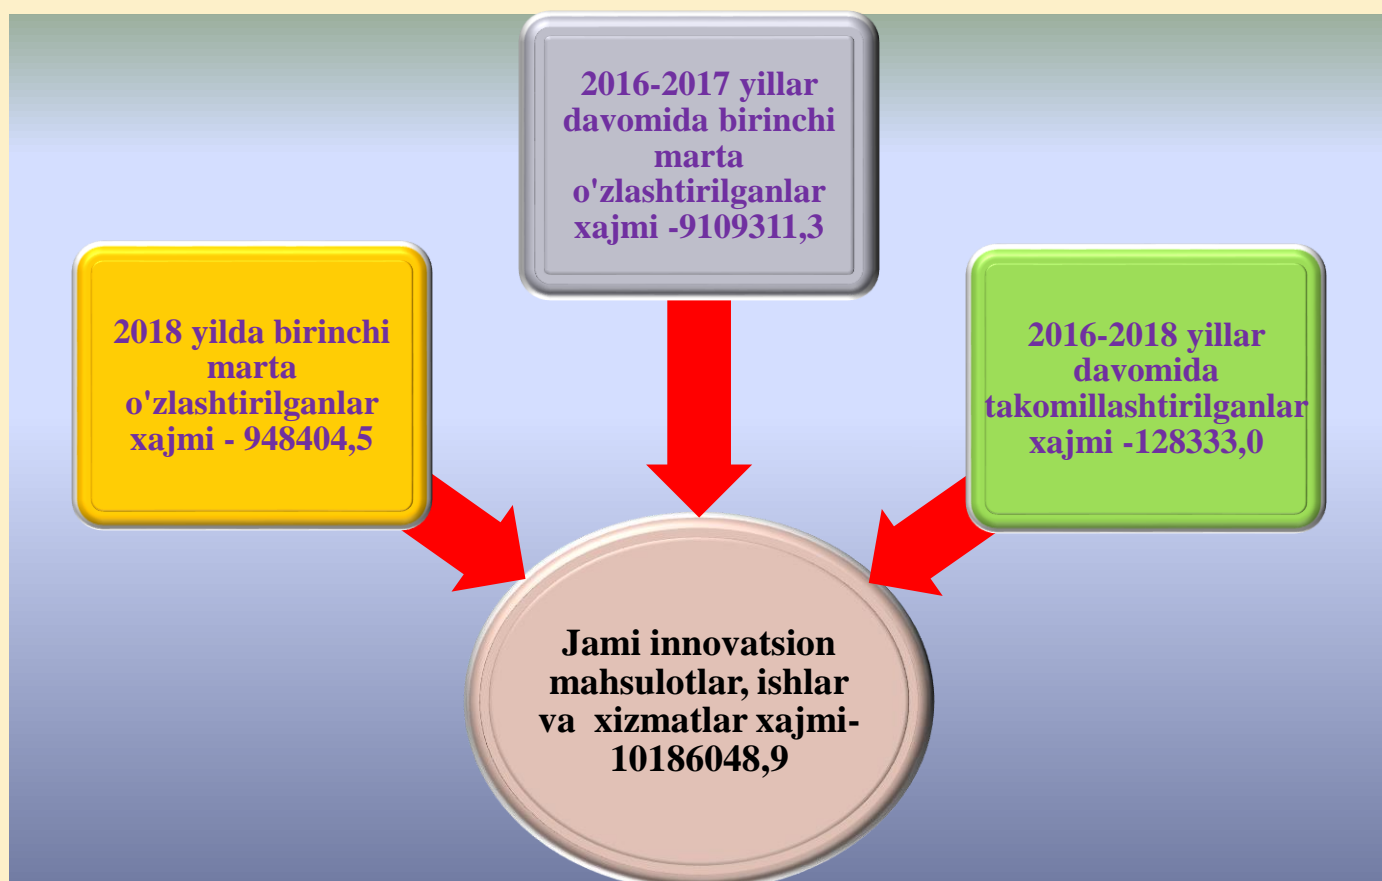 2016-2017 yillar
davomida birinchi
marta
o'zlashtirilganlar
xajmi -9109311,3
2018 yilda birinchi
marta
o'zlashtirilganlar
xajmi - 948404,5
2016-2018 yillar
davomida
takomillashtirilganlar
xajmi -128333,0
Jami innovatsion
mahsulotlar, ishlar
va  xizmatlar xajmi-
10186048,9